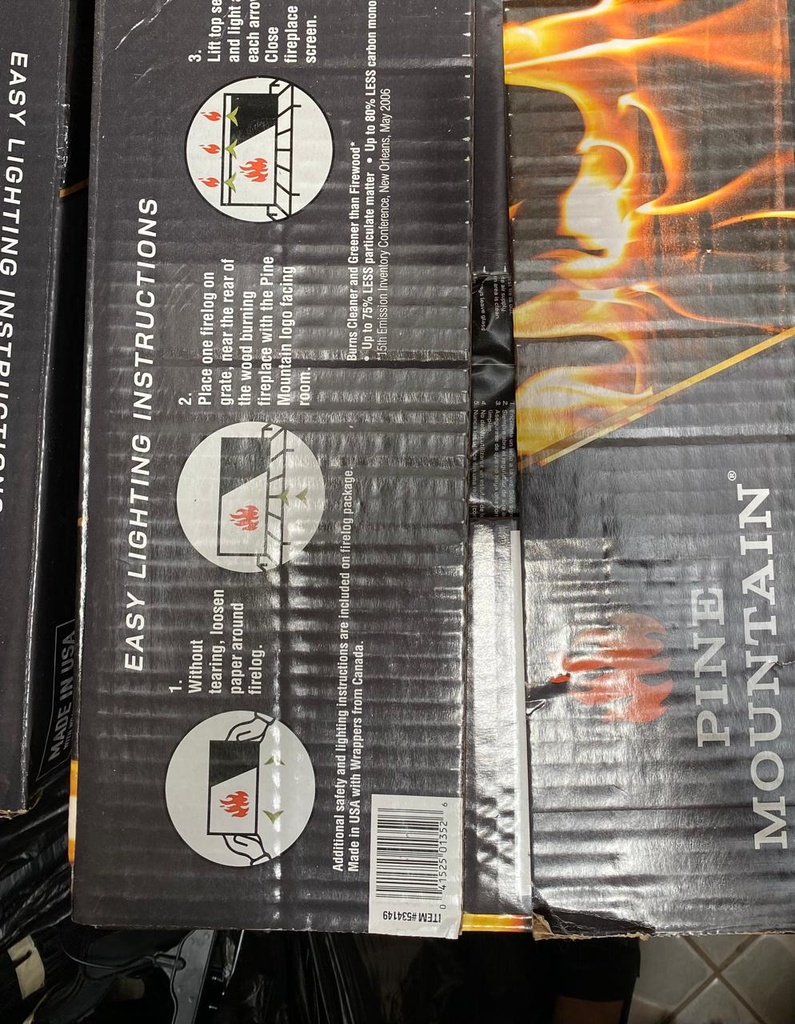 EASY LIGHTING INSTRUCTIONS
1.
Without
tearing, loosen
paper around
firelog.
2.
Place one firelog on
grate, near the rear of
the wood burning
fireplace with the Pine
Mountain logo facing
room.
3.
Lift top
and light
each
Close
fireplace
screen.
Additional safety and lighting instructions are included on firelog package.
Made in USA with Wrappers from Canada.
Burns Cleaner and Greener than Firewood*
• Up to 75% LESS particulate matter • Up to 80% LESS carbon
*15th Emission Inventory Conference, New Orleans, May 2006
ITEM #534149
0 41525 01352 6
PINE
MOUNTAIN®
EASY LIGHTING INSTRUCTIONS
MADE IN USA